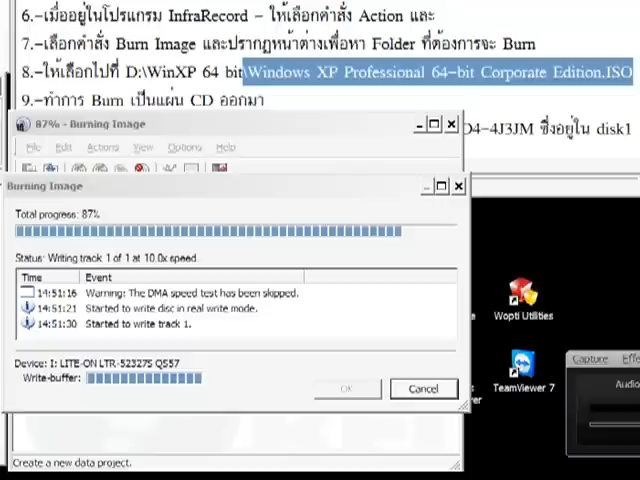 6.-เมื่ออยู่ในโปรแกรม InfraRecord - ให้เลือกคำสั่ง Action และ
7.-เลือกคำสั่ง Burn Image และปรากฏหน้าต่างเพื่อหา Folder ที่ต้องการจะ Burn
8.-ให้เลือกไปที่ D:\WinXP 64 bit\Windows XP Professional 64-bit Corporate Edition.ISO
9.-ทำการ Burn เป็นแผ่น CD ออกมา
4-4J3JM ซึ่งอยู่ใน disk1
87% - Burning Image
File Edit Actions View Options Help
Burning Image
Total progress: 87%
Status: Writing track 1 of 1 at 10.0x speed.
Time Event
14:51:16 Warning: The DMA speed test has been skipped.
14:51:21 Started to write disc in real write mode.
14:51:30 Started to write track 1.
Device: I: LITE-ON LTR-52327S QS57
Write-buffer:
OK Cancel
Create a new data project.
Wopti Utilities
TeamViewer 7
Capture Effe
Audio